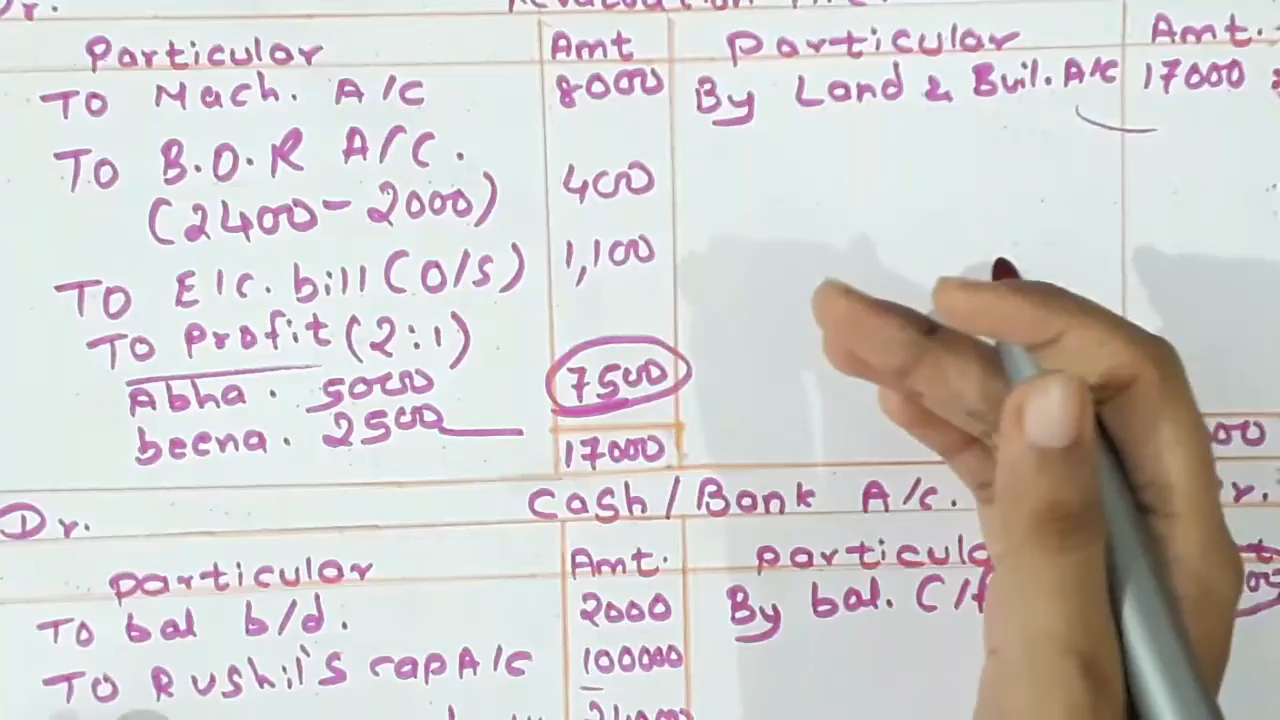 Dr.
Particular Amt Particular Amt.
To Mach. A/C 8000 By Land & Buil. A/C 17000
To B.O.R A/C. 400
(2400-2000)
To Elc. bill (O/S) 1,100
To Profit (2:1) 7500
Abha. 5000
beena. 2500
17000
Dr. Cash/Bank A/c.
particular Amt.
To bal b/d. 2000 By bal.
To Rushil's cap A/c 100000